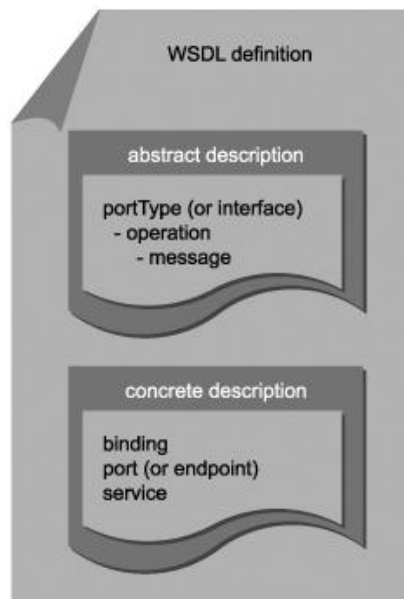 WSDL definition
abstract description
portType (or interface)
- operation
- message
concrete description
binding
port (or endpoint)
service